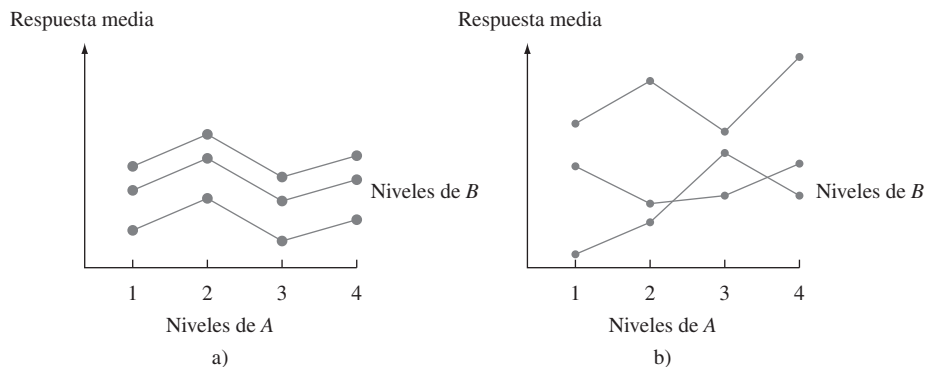 Respuesta media
Niveles de B
1 2 3 4
Niveles de A
a)
Respuesta media
Niveles de B
1 2 3 4
Niveles de A
b)